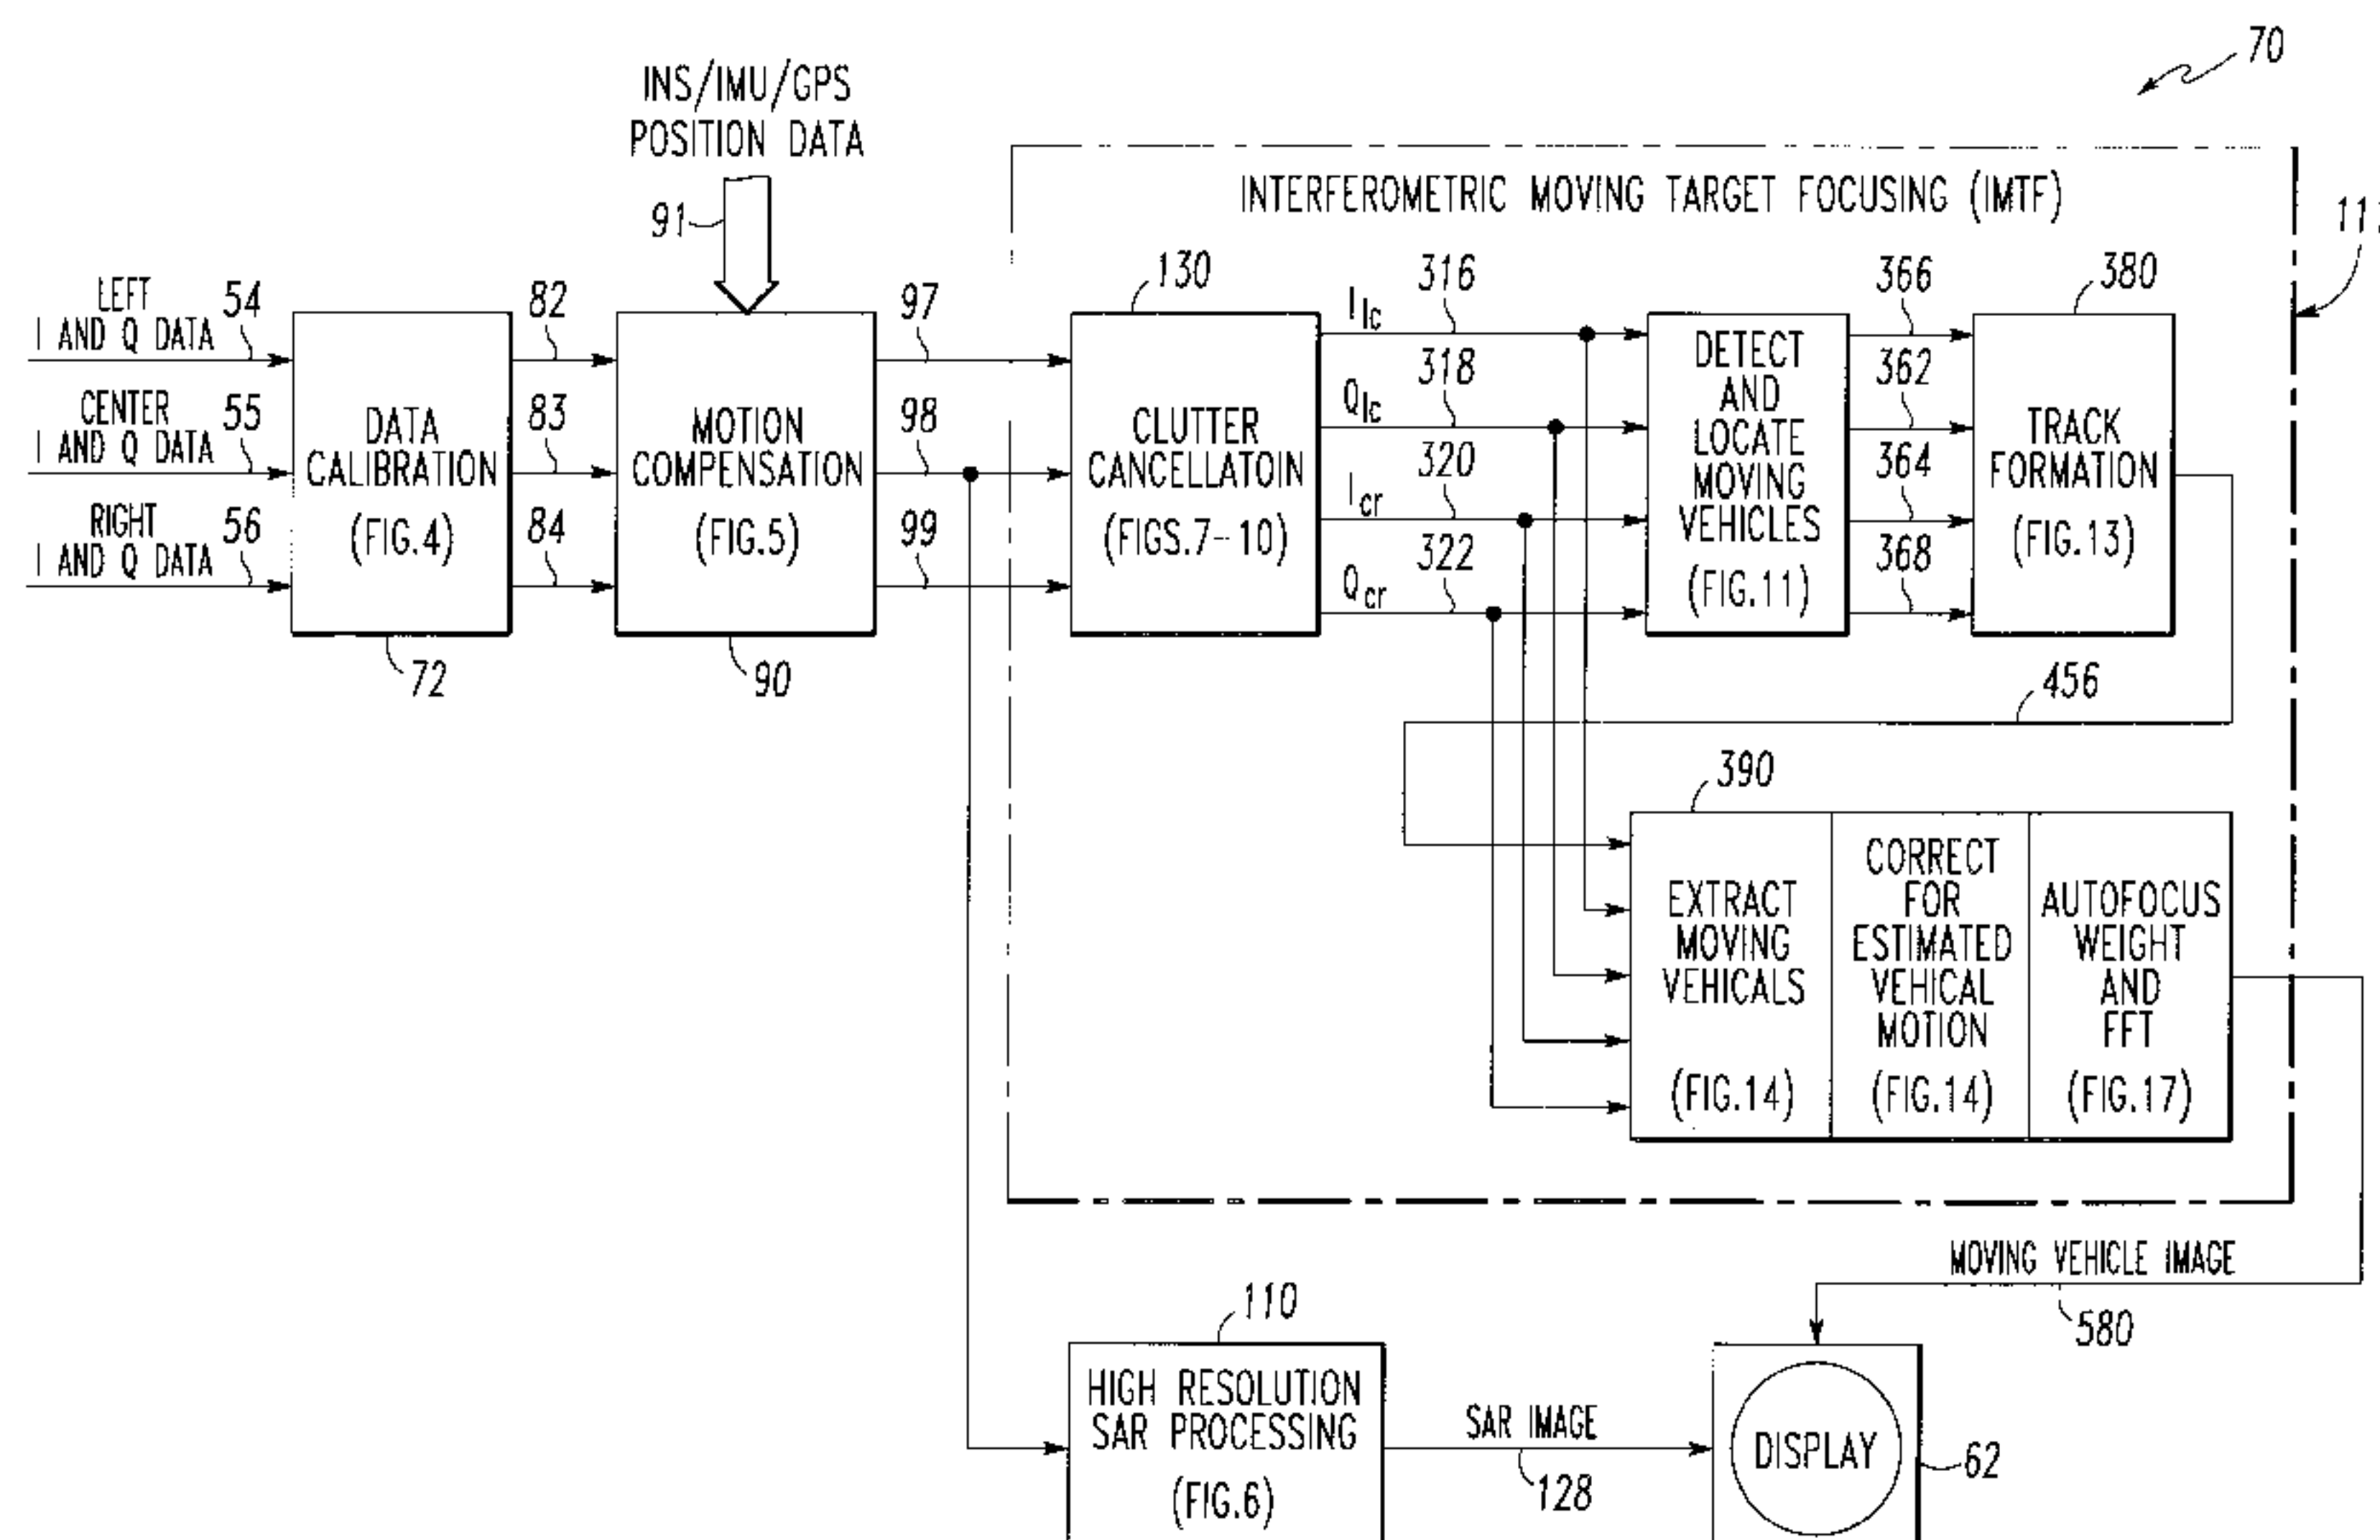 70
INS/IMU/GPS
POSITION DATA
91
INTERFEROMETRIC MOVING TARGET FOCUSING (IMTF)
LEFT
I AND Q DATA
54
CENTER
I AND Q DATA
55
RIGHT
I AND Q DATA
56
DATA
CALIBRATION
(FIG.4)
72
82
83
84
MOTION
COMPENSATION
(FIG.5)
90
97
98
99
130
CLUTTER
CANCELLATOIN
(FIGS.7-10)
Ilc
316
Qlc
318
Icr
320
Qcr
322
DETECT
AND
LOCATE
MOVING
VEHICLES
(FIG.11)
366
362
364
368
380
TRACK
FORMATION
(FIG.13)
456
390
EXTRACT
MOVING
VEHICALS
(FIG.14)
CORRECT
FOR
ESTIMATED
VEHICAL
MOTION
(FIG.14)
AUTOFOCUS
WEIGHT
AND
FFT
(FIG.17)
MOVING VEHICLE IMAGE
580
110
HIGH RESOLUTION
SAR PROCESSING
(FIG.6)
SAR IMAGE
128
DISPLAY
62